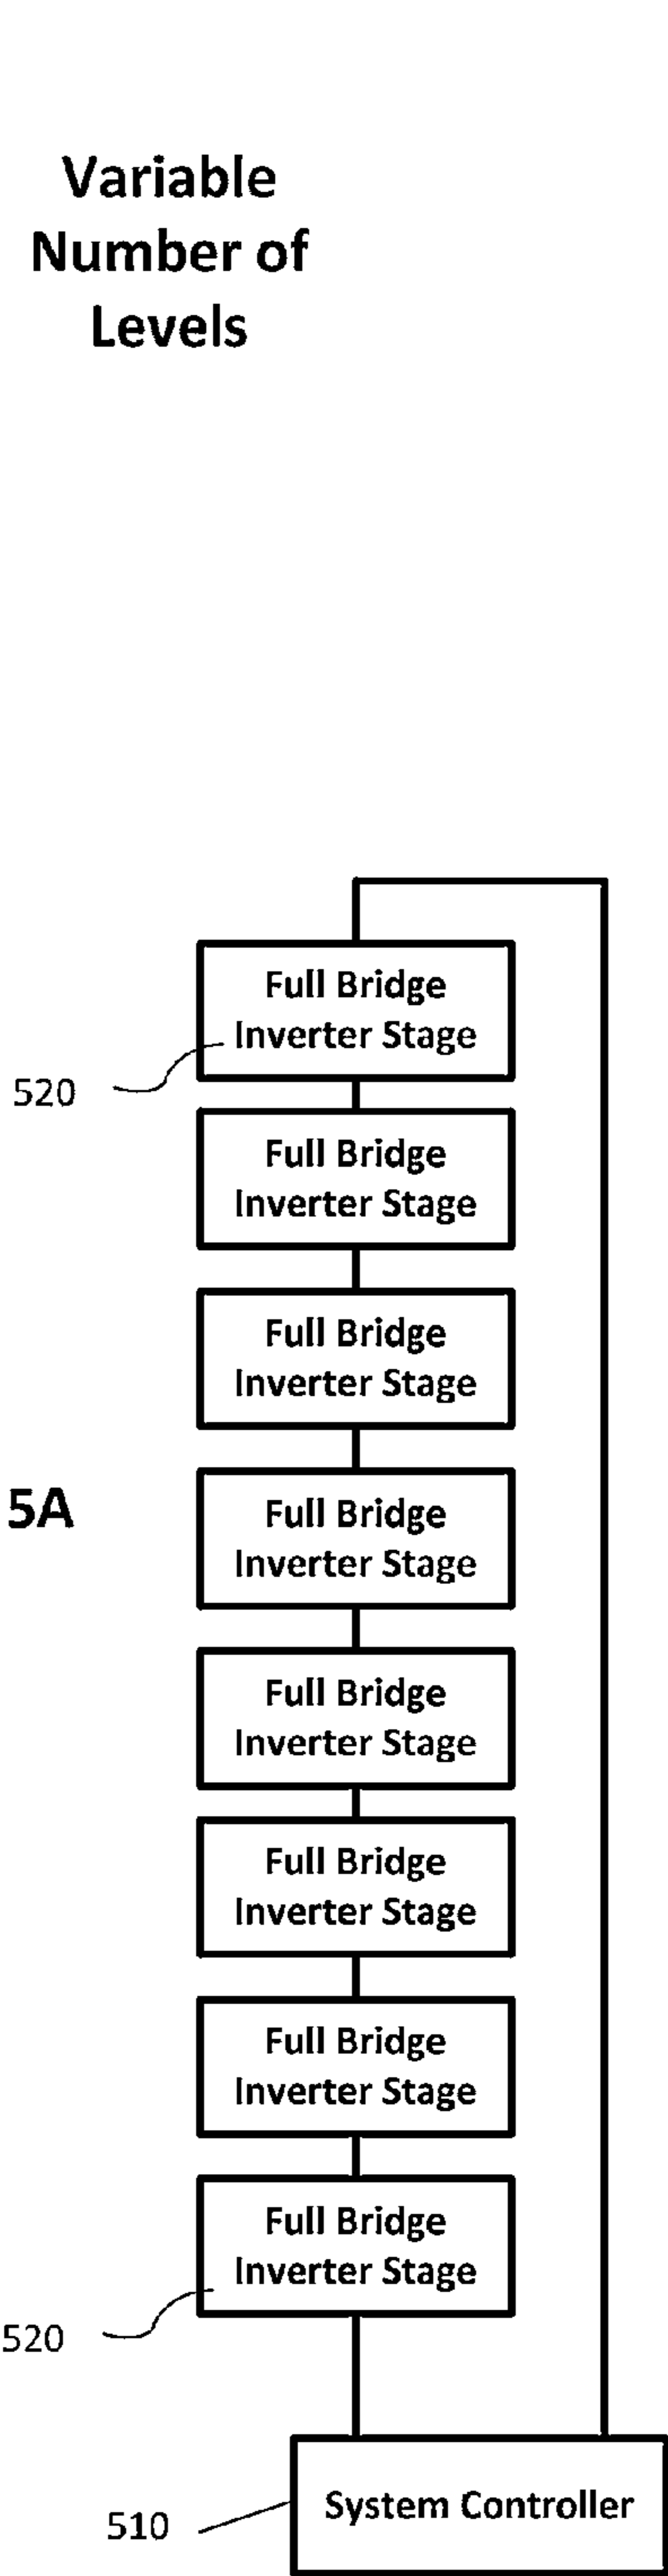 Variable
Number of
Levels
Full Bridge
Inverter Stage
520
Full Bridge
Inverter Stage
Full Bridge
Inverter Stage
5A
Full Bridge
Inverter Stage
Full Bridge
Inverter Stage
Full Bridge
Inverter Stage
Full Bridge
Inverter Stage
Full Bridge
Inverter Stage
520
System Controller
510